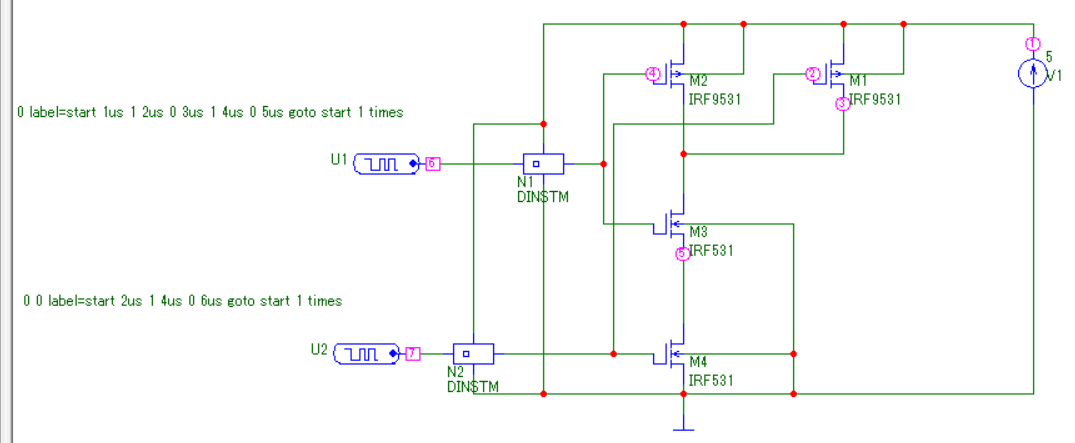 1
5
V1
4
M2
IRF9531
2
M1
3
IRF9531
0 label=start 1us 1 2us 0 3us 1 4us 0 5us goto start 1 times
U1
6
N1
DINSTM
M3
IRF531
5
0 0 label=start 2us 1 4us 0 6us goto start 1 times
U2
7
N2
DINSTM
M4
IRF531